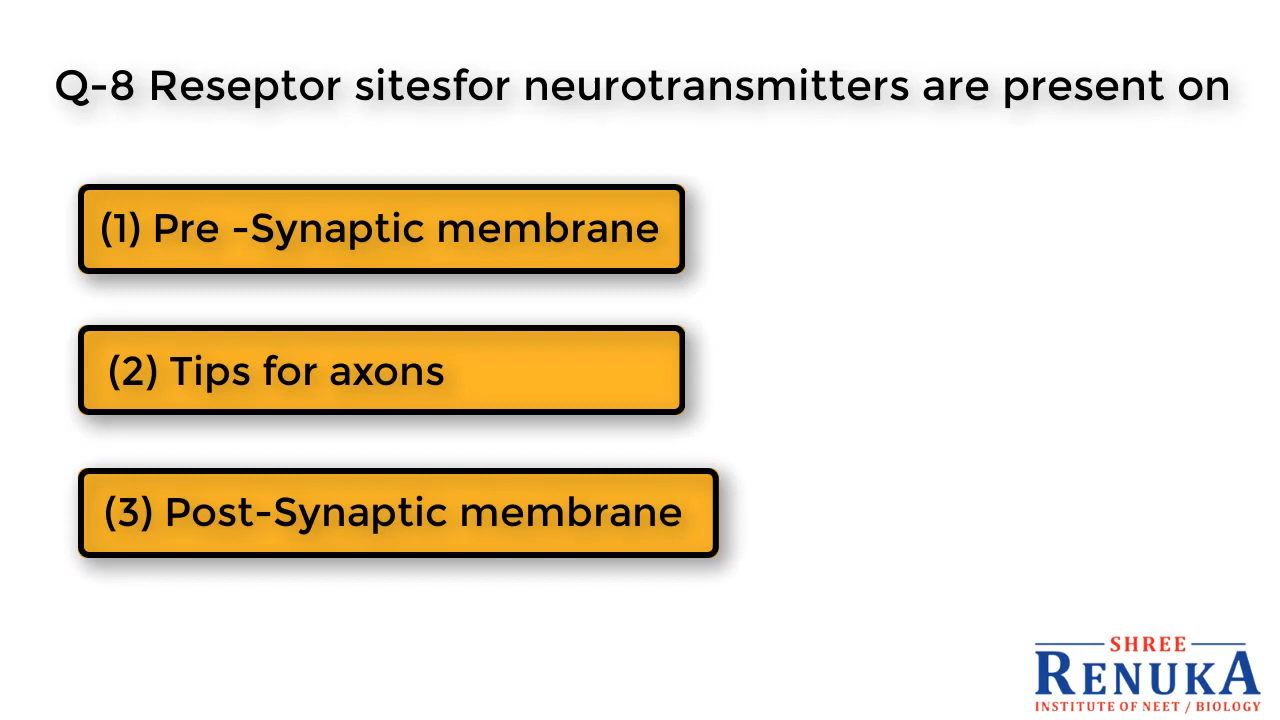 Q-8 Reseptor sitesfor neurotransmitters are present on
(1) Pre -Synaptic membrane
(2) Tips for axons
(3) Post-Synaptic membrane
SHREE
RENUKA
INSTITUTE OF NEET / BIOLOGY